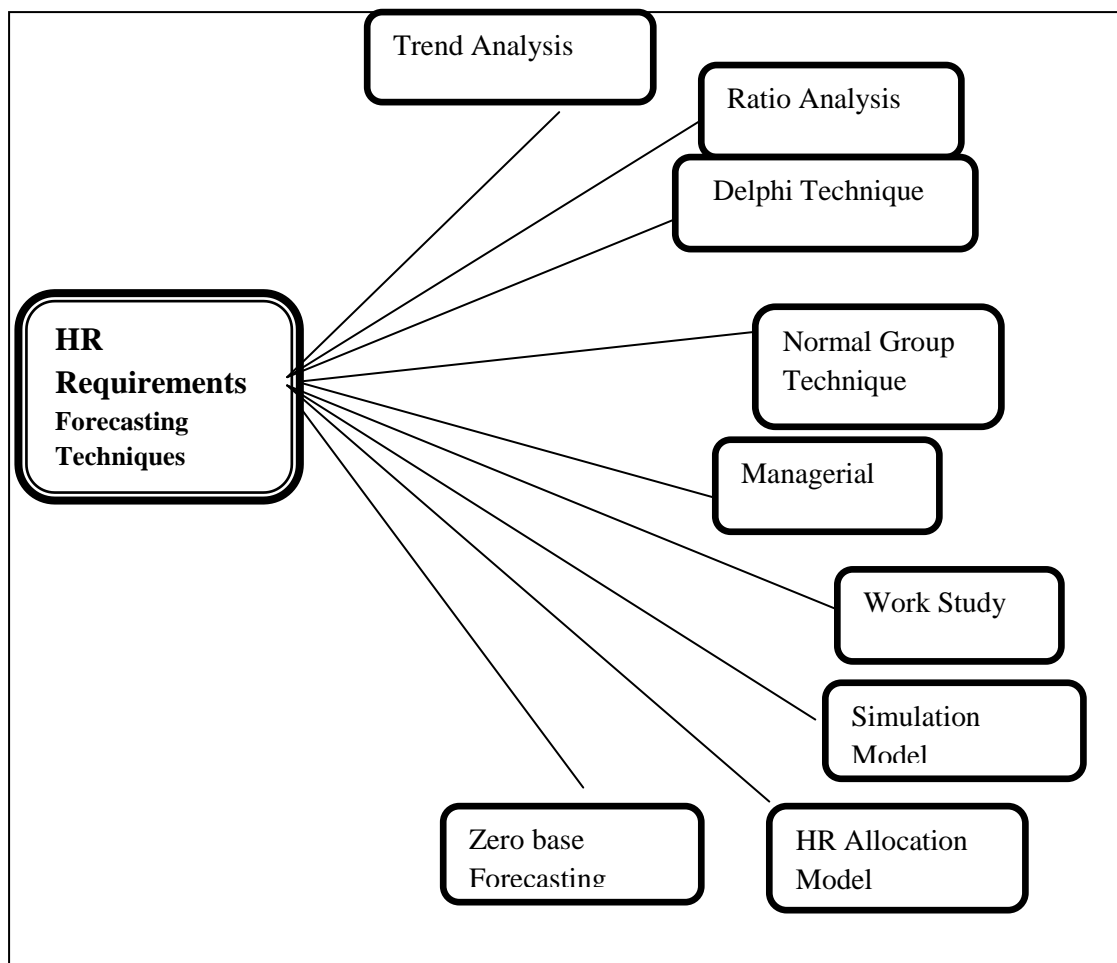 Trend Analysis
Ratio Analysis
Delphi Technique
HR
Requirements
Forecasting
Techniques
Normal Group
Technique
Managerial
Work Study
Simulation
Model
Zero base
Forecasting
HR Allocation
Model